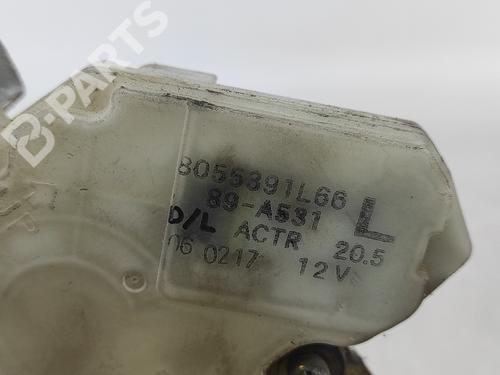 B-PARTS
8055391L66
89-A531 L
D/L ACTR 20.5
06 0217 12V